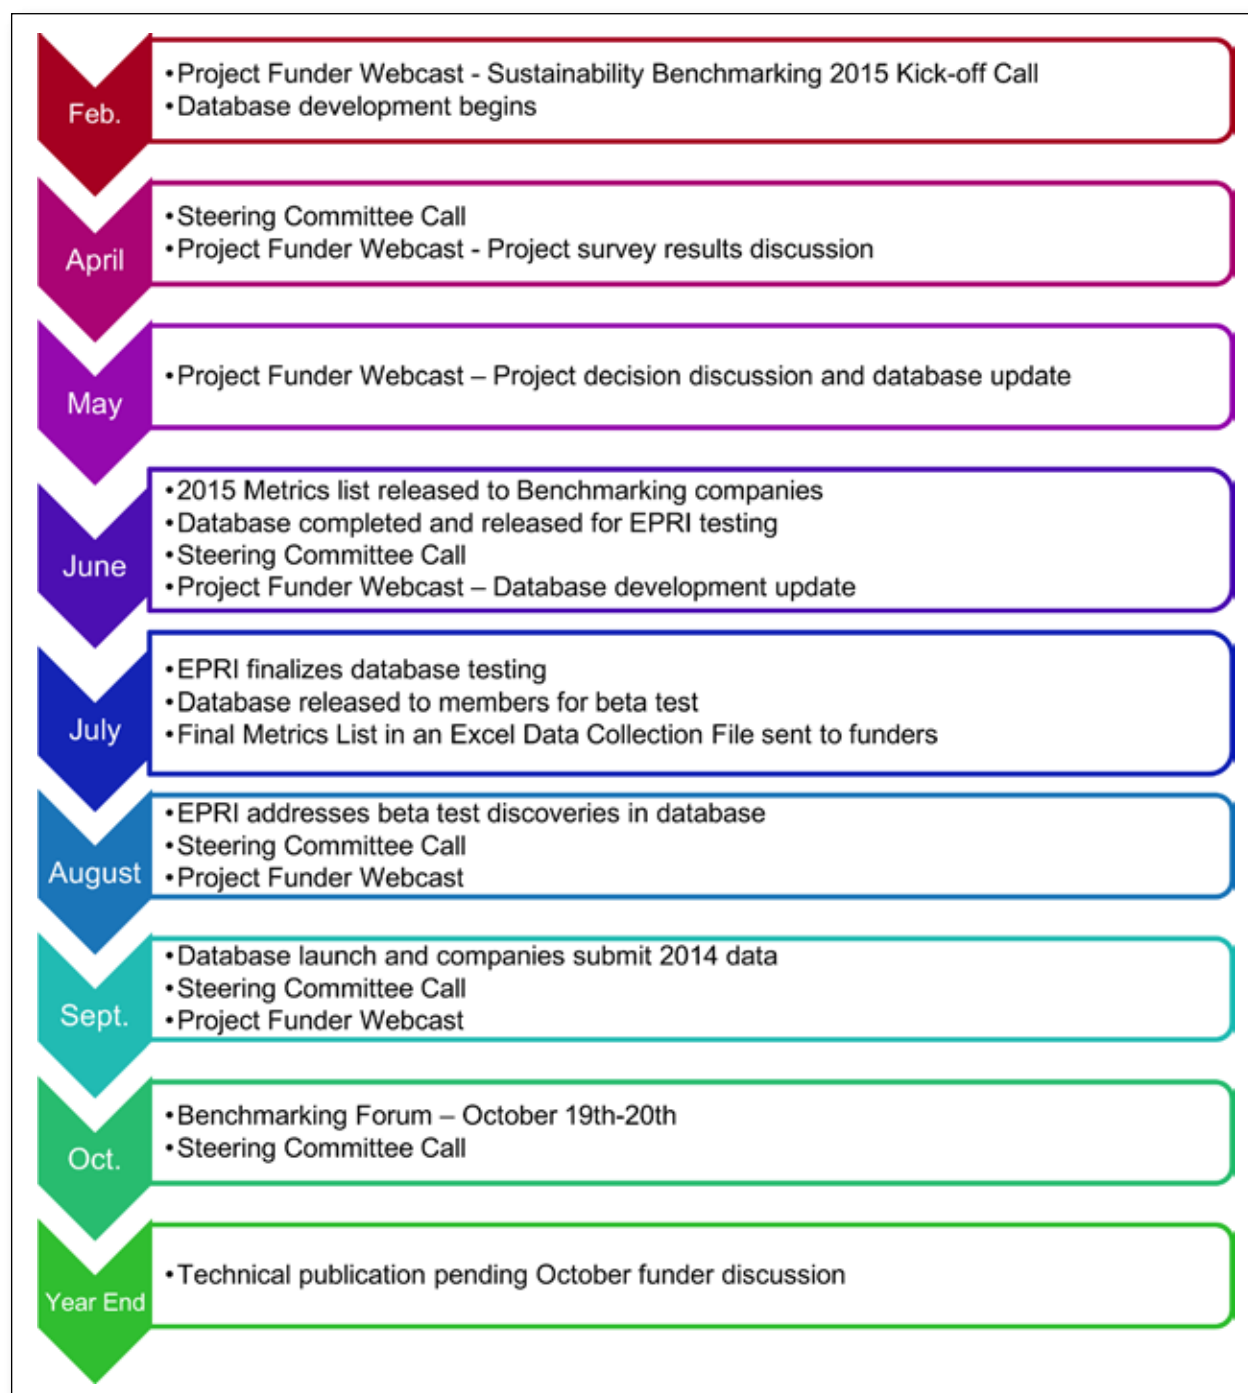 Feb.
•Project Funder Webcast - Sustainability Benchmarking 2015 Kick-off Call
•Database development begins
April
•Steering Committee Call
•Project Funder Webcast - Project survey results discussion
May
•Project Funder Webcast – Project decision discussion and database update
June
•2015 Metrics list released to Benchmarking companies
•Database completed and released for EPRI testing
•Steering Committee Call
•Project Funder Webcast – Database development update
July
•EPRI finalizes database testing
•Database released to members for beta test
•Final Metrics List in an Excel Data Collection File sent to funders
August
•EPRI addresses beta test discoveries in database
•Steering Committee Call
•Project Funder Webcast
Sept.
•Database launch and companies submit 2014 data
•Steering Committee Call
•Project Funder Webcast
Oct.
•Benchmarking Forum – October 19th-20th
•Steering Committee Call
Year End
•Technical publication pending October funder discussion